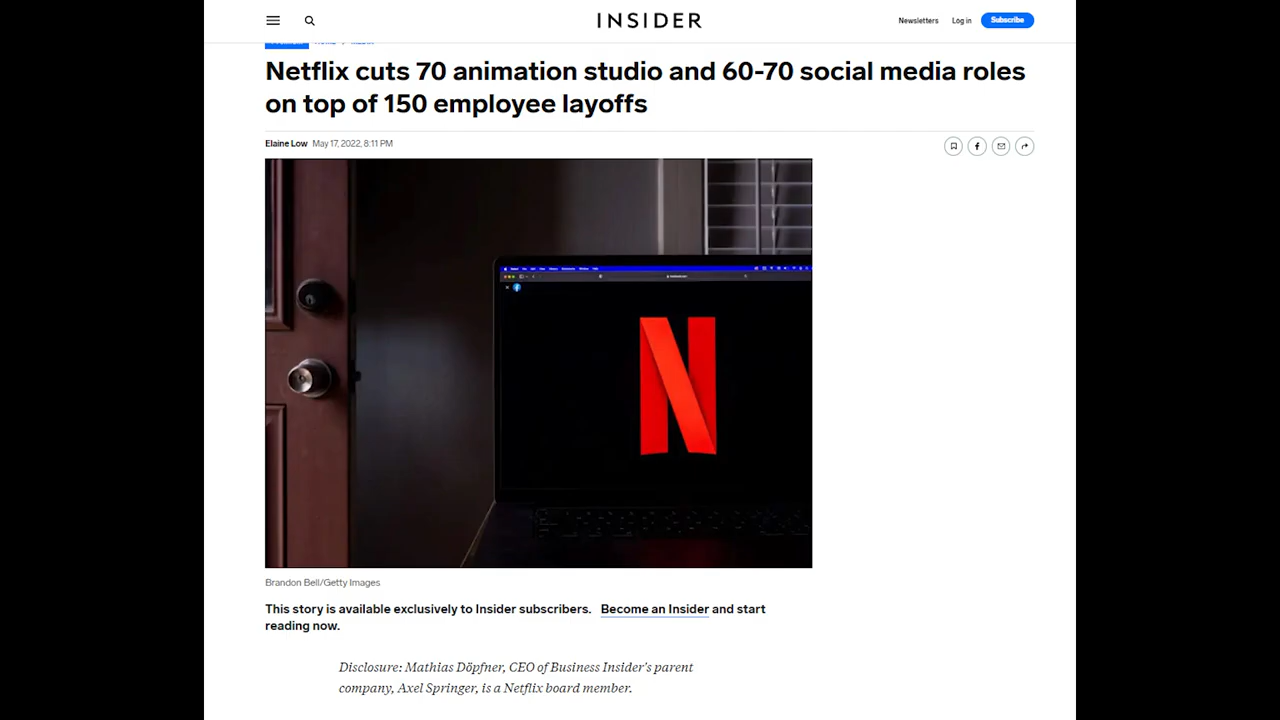 INSIDER
Newsletters
Log in
Subscribe
Netflix cuts 70 animation studio and 60-70 social media roles
on top of 150 employee layoffs
Elaine Low May 17, 2022, 8:11 PM
N
Brandon Bell/Getty Images
This story is available exclusively to Insider subscribers. Become an Insider and start
reading now.
Disclosure: Mathias Döpfner, CEO of Business Insider's parent
company, Axel Springer, is a Netflix board member.